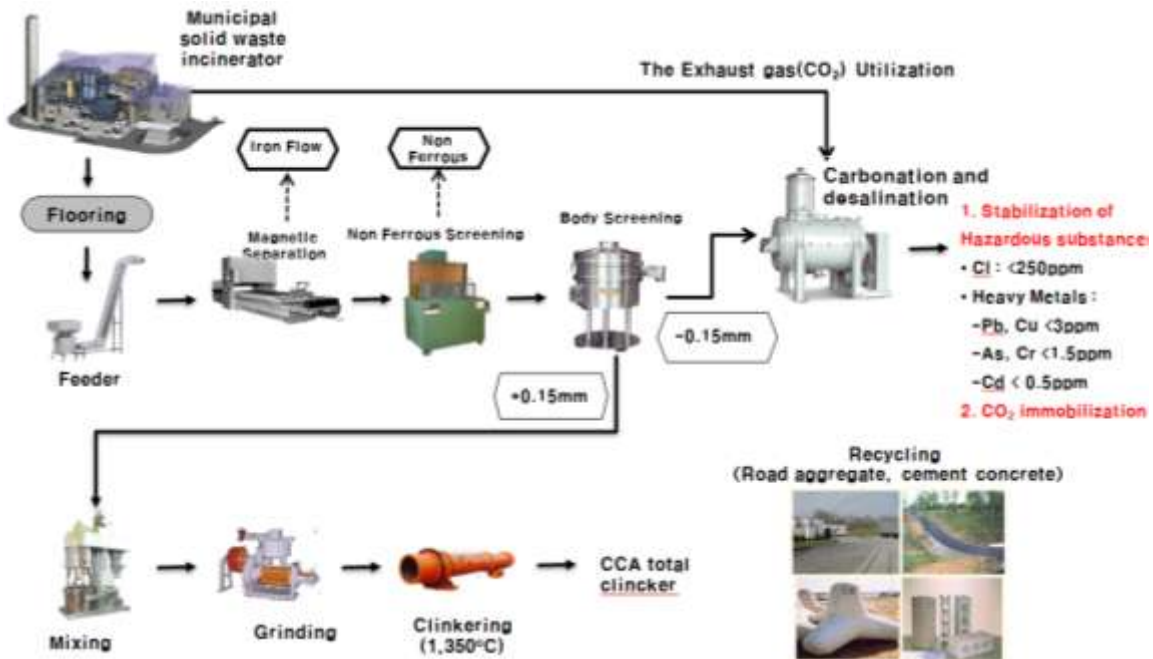 Municipal
solid waste
incinerator
The Exhaust gas(CO₂) Utilization
Iron Flow
Non
Ferrous
Flooring
Magnetic
Separation
Non Ferrous Screening
Body Screening
Carbonation and
desalination
1. Stabilization of
Hazardous substances
• Cl : <250ppm
• Heavy Metals :
-Pb, Cu <3ppm
-As, Cr <1.5ppm
-Cd < 0.5ppm
2. CO₂ immobilization
Feeder
-0.15mm
+0.15mm
Recycling
(Road aggregate, cement concrete)
Mixing
Grinding
Clinkering
(1,350°C)
CCA total
clincker